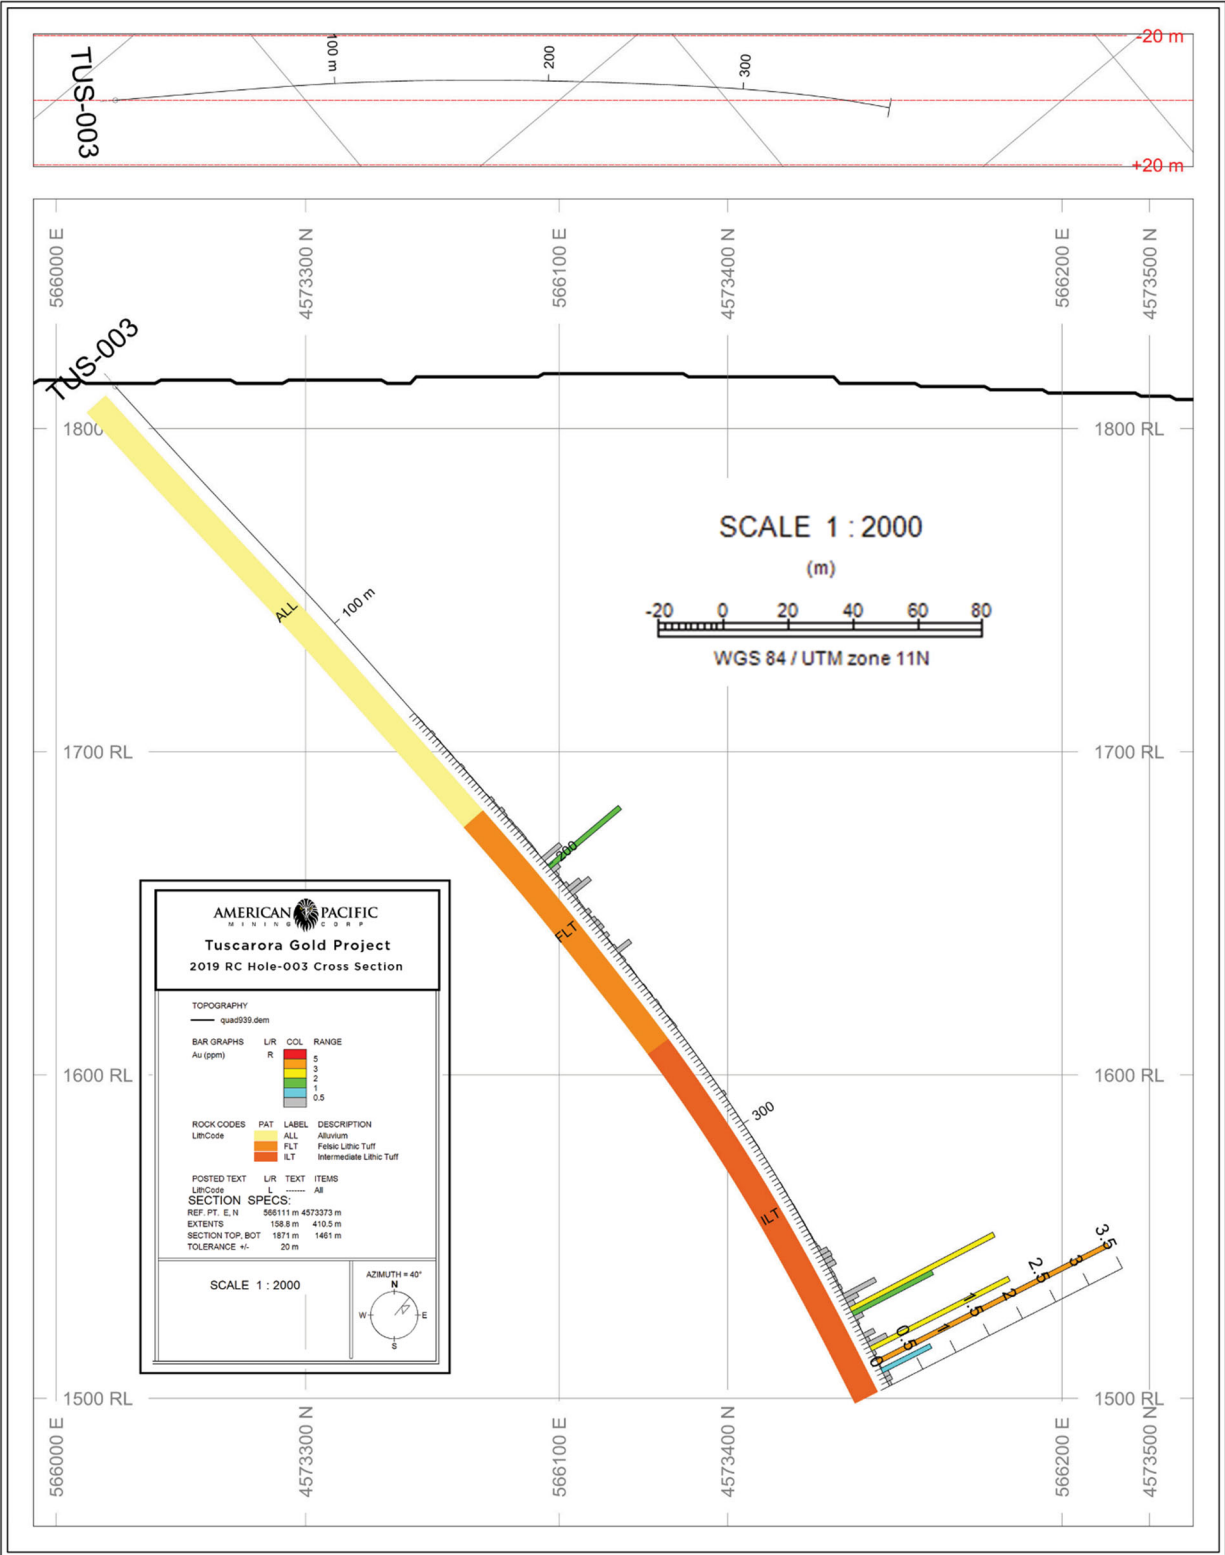 -20 m
TUS-003
100 m
200
300
+20 m
566000 E
4573300 N
566100 E
4573400 N
566200 E
4573500 N
TUS-003
1800
1800 RL
SCALE 1 : 2000
(m)
-20 0 20 40 60 80
WGS 84 / UTM zone 11N
ALL
100 m
1700 RL
1700 RL
200
FLT
1600 RL
1600 RL
300
ILT
3.5
3
2.5
2
1.5
1
0.5
0
1500 RL
1500 RL
AMERICAN PACIFIC
MINING CORP
Tuscarora Gold Project
2019 RC Hole-003 Cross Section
TOPOGRAPHY
quad939.dem
BAR GRAPHS L/R COL RANGE
Au (ppm) R
5
3
2
1
0.5
ROCK CODES PAT LABEL DESCRIPTION
LithCode ALL Alluvium
FLT Felsic Lithic Tuff
ILT Intermediate Lithic Tuff
POSTED TEXT L/R TEXT ITEMS
LithCode L ------- All
SECTION SPECS:
REF. PT. E, N 566111 m 4573373 m
EXTENTS 158.8 m 410.5 m
SECTION TOP, BOT 1871 m 1461 m
TOLERANCE +/- 20 m
SCALE 1 : 2000
AZIMUTH = 40°
N
W E
S
566000 E
4573300 N
566100 E
4573400 N
566200 E
4573500 N